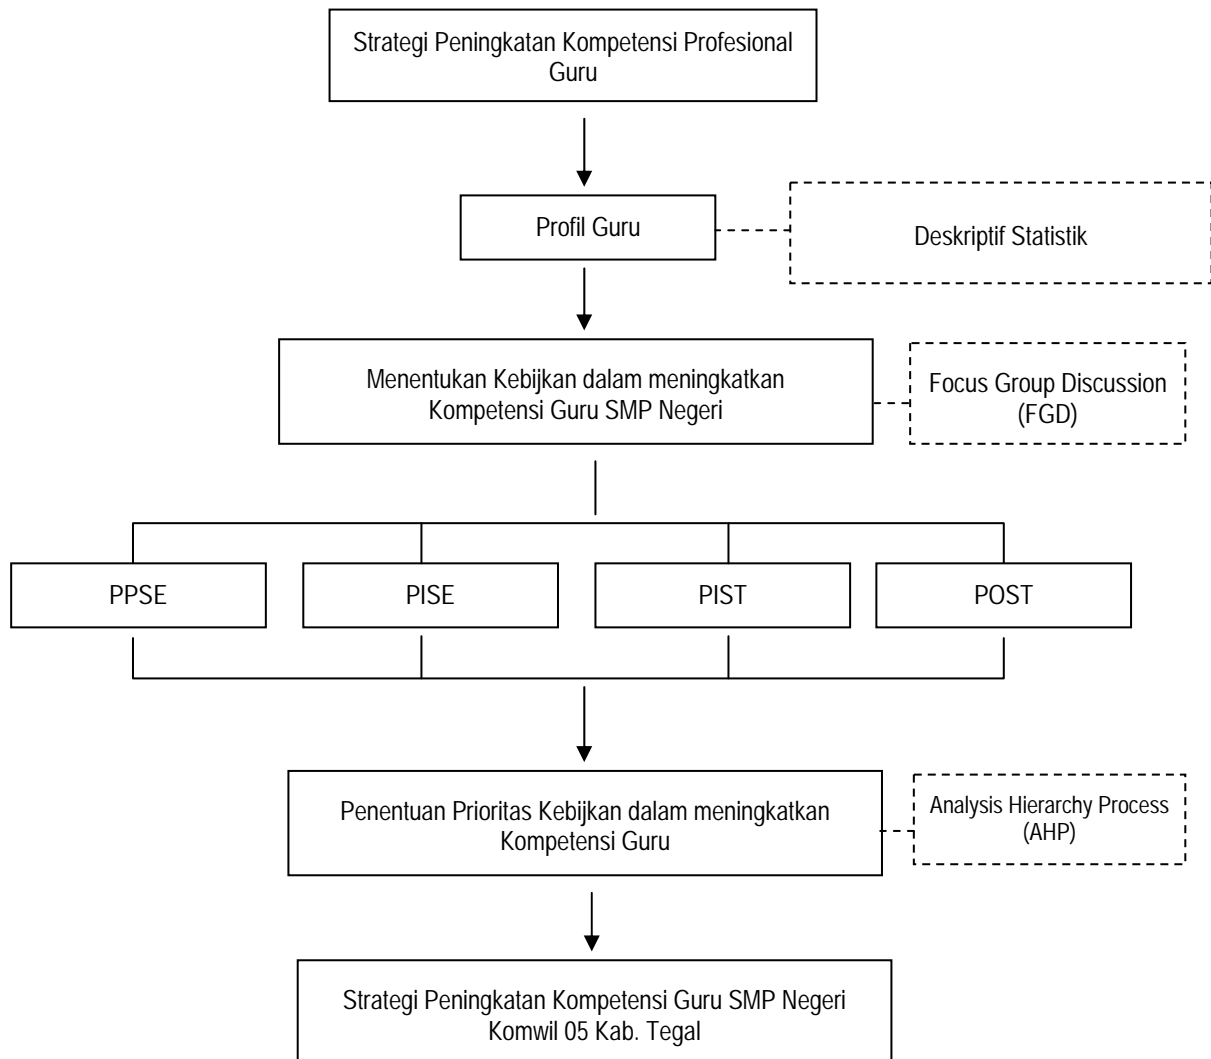 Strategi Peningkatan Kompetensi Profesional
Guru
Profil Guru
Deskriptif Statistik
Menentukan Kebijkan dalam meningkatkan
Kompetensi Guru SMP Negeri
Focus Group Discussion
(FGD)
PPSE
PISE
PIST
POST
Penentuan Prioritas Kebijkan dalam meningkatkan
Kompetensi Guru
Analysis Hierarchy Process
(AHP)
Strategi Peningkatan Kompetensi Guru SMP Negeri
Komwil 05 Kab. Tegal